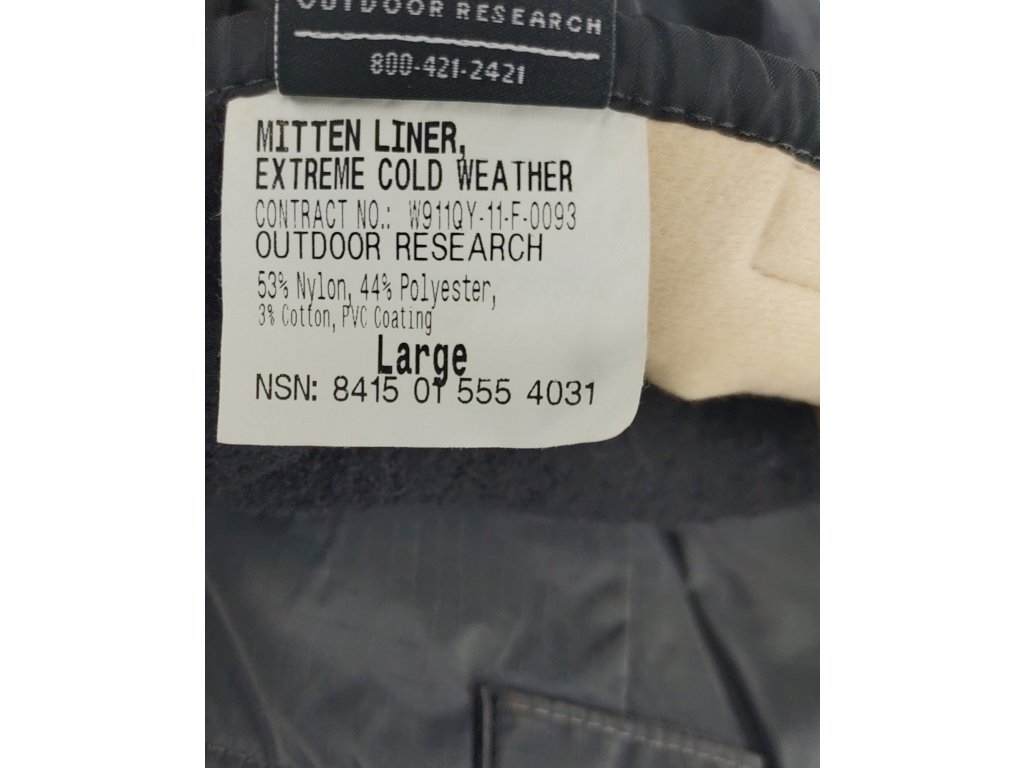 OUTDOOR RESEARCH
800-421-2421
MITTEN LINER,
EXTREME COLD WEATHER
CONTRACT NO.: W911QY-11-F-0093
OUTDOOR RESEARCH
53% Nylon, 44% Polyester,
3% Cotton, PVC Coating
Large
NSN: 8415 01 555 4031